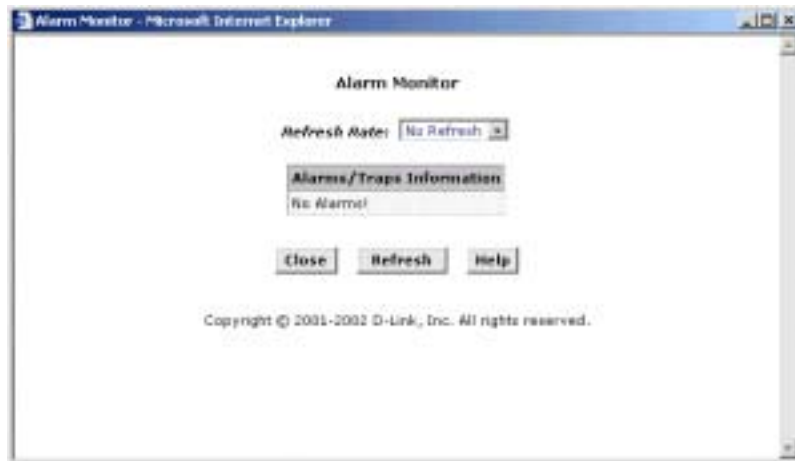 Alarm Monitor - Microsoft Internet Explorer
Alarm Monitor
Refresh Rate: No Refresh
Alarms/Traps Information
No Alarms!
Close Refresh Help
Copyright © 2001-2002 D-Link, Inc. All rights reserved.